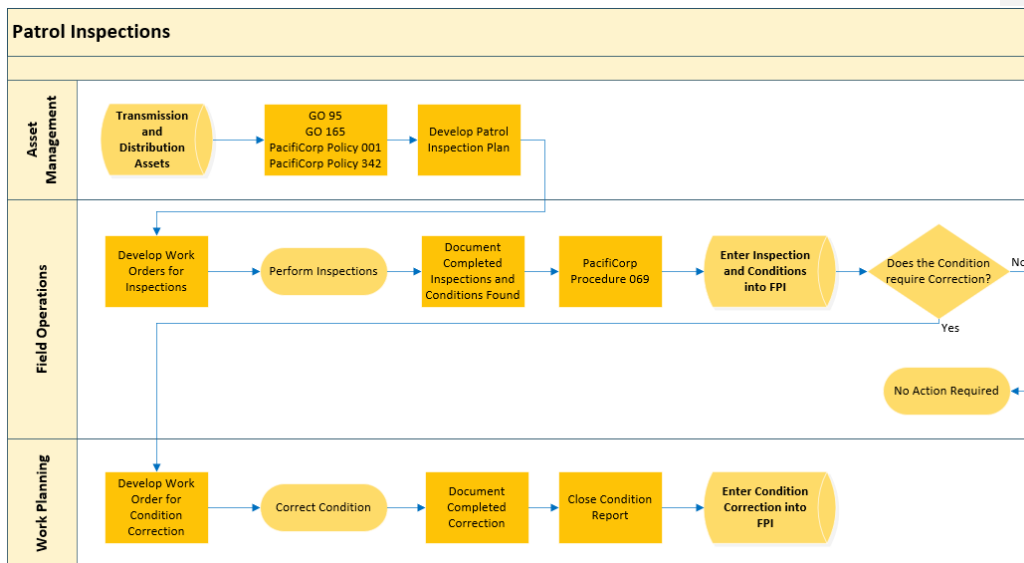 Patrol Inspections
Asset
Management
Transmission
and
Distribution
Assets
GO 95
GO 165
PacifiCorp Policy 001
PacifiCorp Policy 342
Develop Patrol
Inspection Plan
Field Operations
Develop Work
Orders for
Inspections
Perform Inspections
Document
Completed
Inspections and
Conditions Found
PacifiCorp
Procedure 069
Enter Inspection
and Conditions
into FPI
Does the Condition
require Correction?
No
Yes
No Action Required
Work Planning
Develop Work
Order for
Condition
Correction
Correct Condition
Document
Completed
Correction
Close Condition
Report
Enter Condition
Correction into
FPI